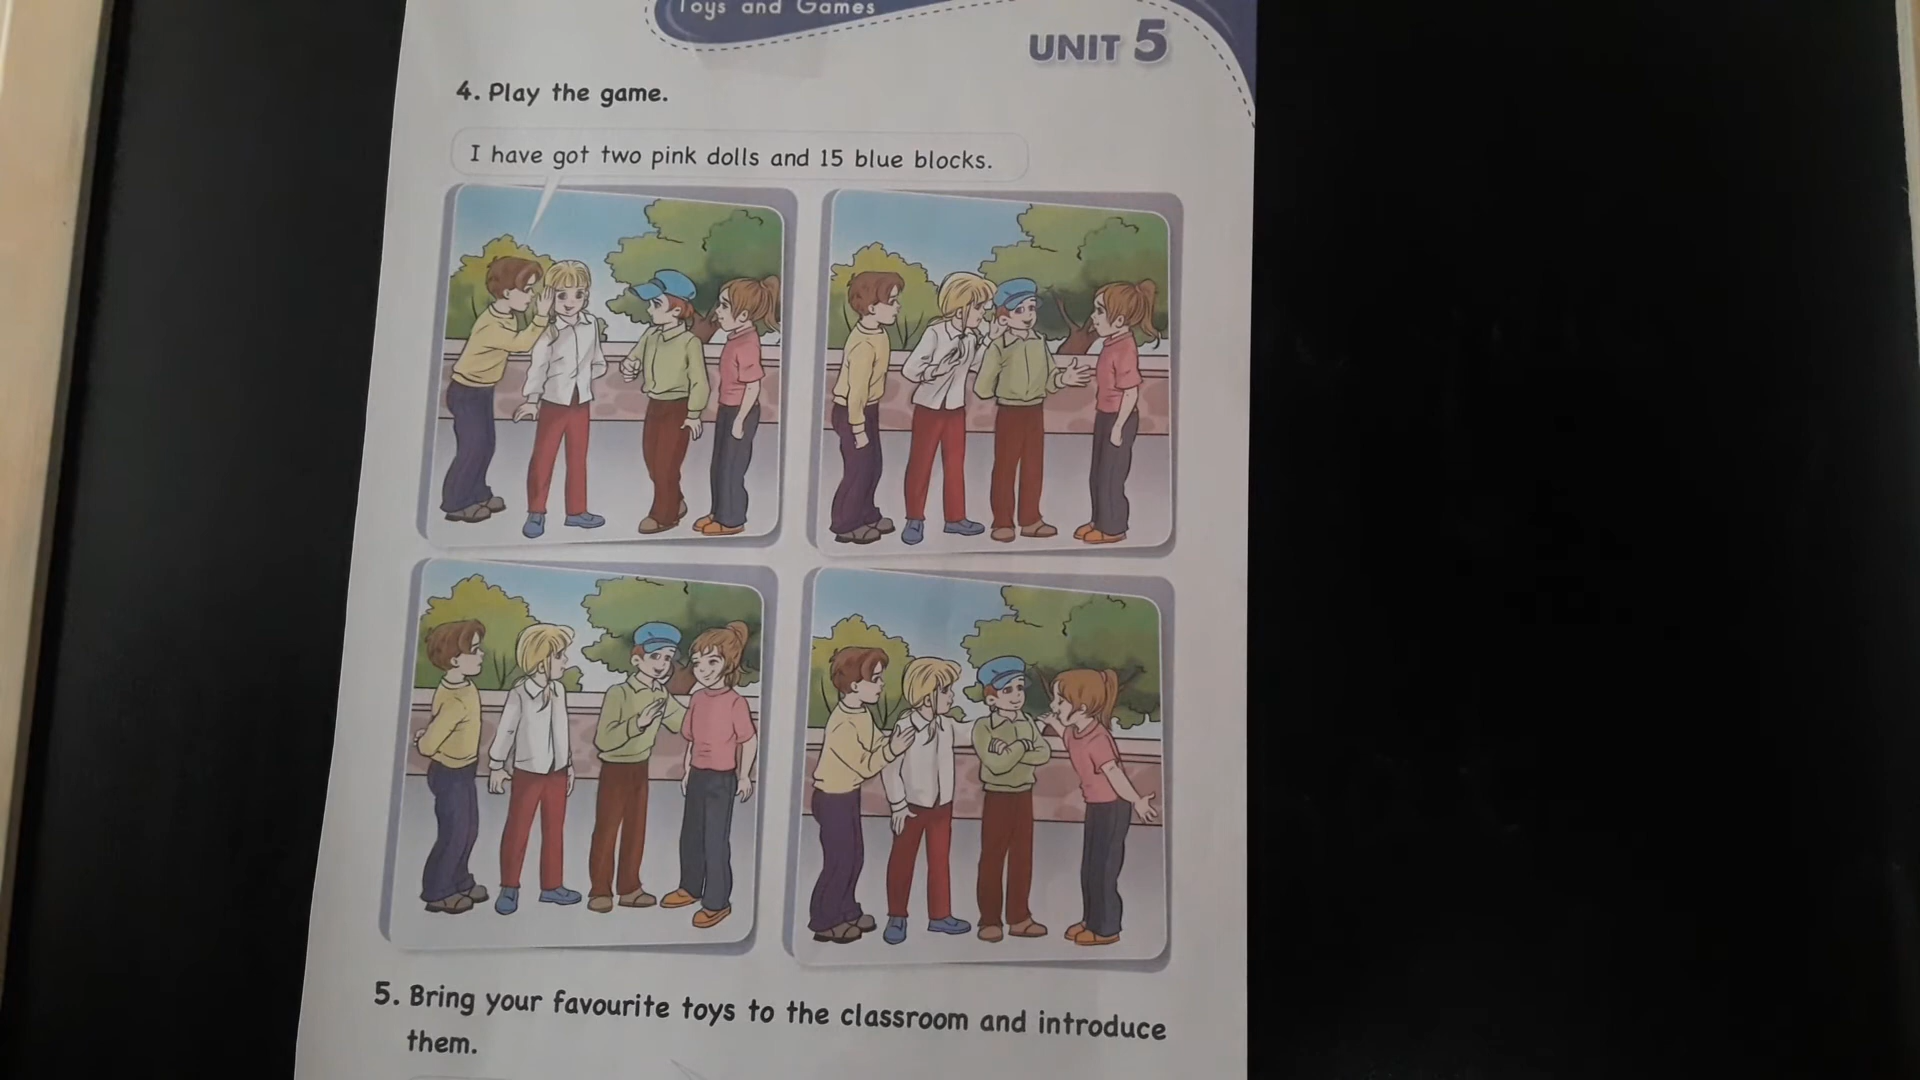 Toys and Games
UNIT 5
4. Play the game.
I have got two pink dolls and 15 blue blocks.
5. Bring your favourite toys to the classroom and introduce
them.